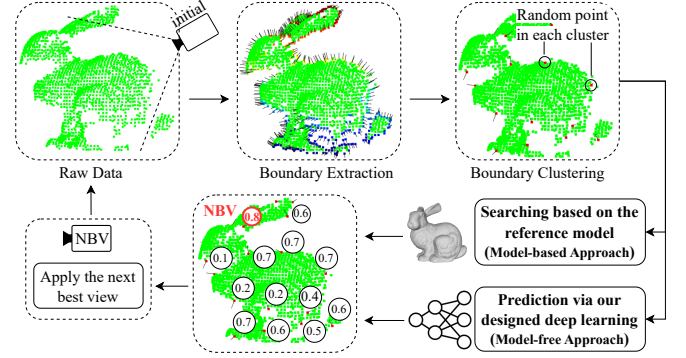 initial
Random point
in each cluster
Raw Data
Boundary Extraction
Boundary Clustering
NBV
0.8
0.6
0.7
0.1
0.7
0.7
0.2
0.2
0.4
0.6
0.7
0.6
0.5
Searching based on the
reference model
(Model-based Approach)
NBV
Apply the next
best view
Prediction via our
designed deep learning
(Model-free Approach)